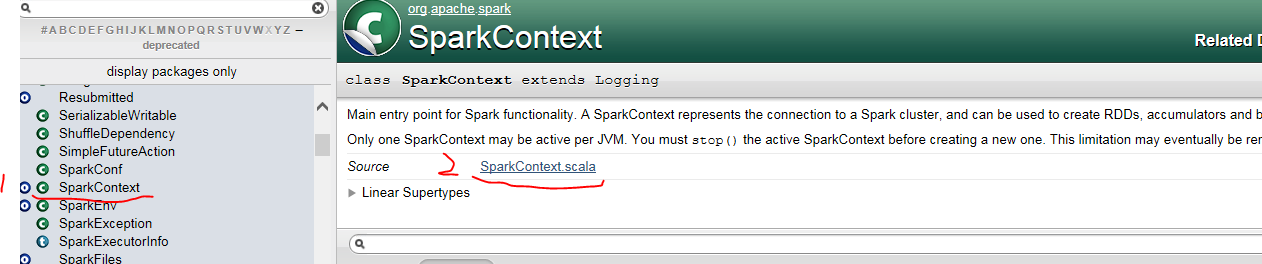 #ABCDEFGHIJKLMNOPQRSTUVWXYZ –
deprecated
display packages only
Resubmitted
SerializableWritable
ShuffleDependency
SimpleFutureAction
SparkConf
1
SparkContext
SparkEnv
SparkException
SparkExecutorInfo
SparkFiles
org.apache.spark
SparkContext
Related
class SparkContext extends Logging
Main entry point for Spark functionality. A SparkContext represents the connection to a Spark cluster, and can be used to create RDDs, accumulators and b
Only one SparkContext may be active per JVM. You must stop() the active SparkContext before creating a new one. This limitation may eventually be
Source 2 SparkContext.scala
Linear Supertypes